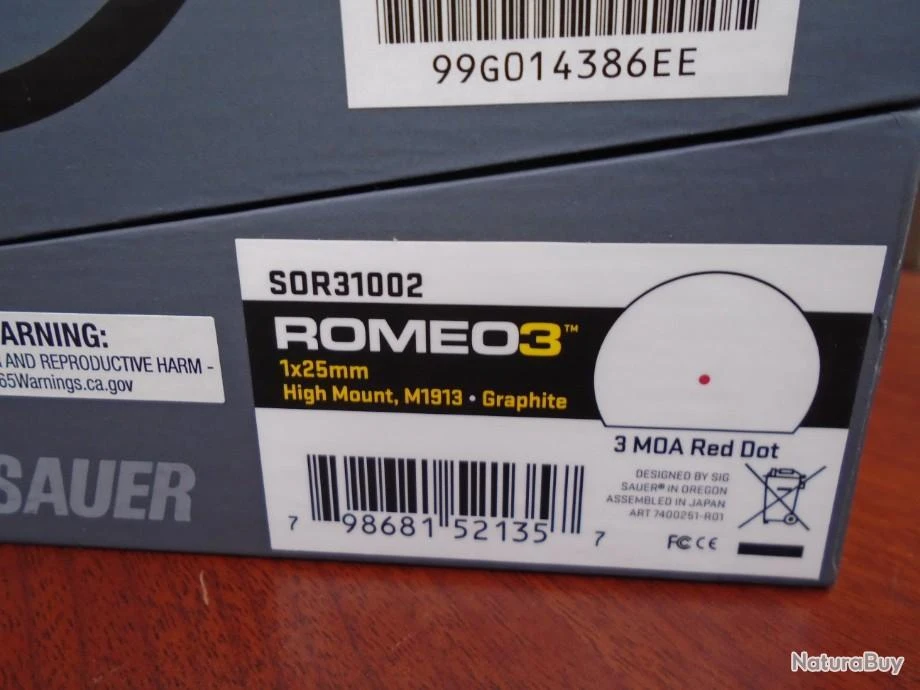 99G014386EE
SOR31002
ROMEO3™
1x25mm
High Mount, M1913 • Graphite
3 MOA Red Dot
DESIGNED BY SIG
SAUER® IN OREGON
ASSEMBLED IN JAPAN
ART 7400251-R01
FC CE
7 98681 52135 7
ARNING:
AND REPRODUCTIVE HARM -
65Warnings.ca.gov
SAUER
NaturaBuy